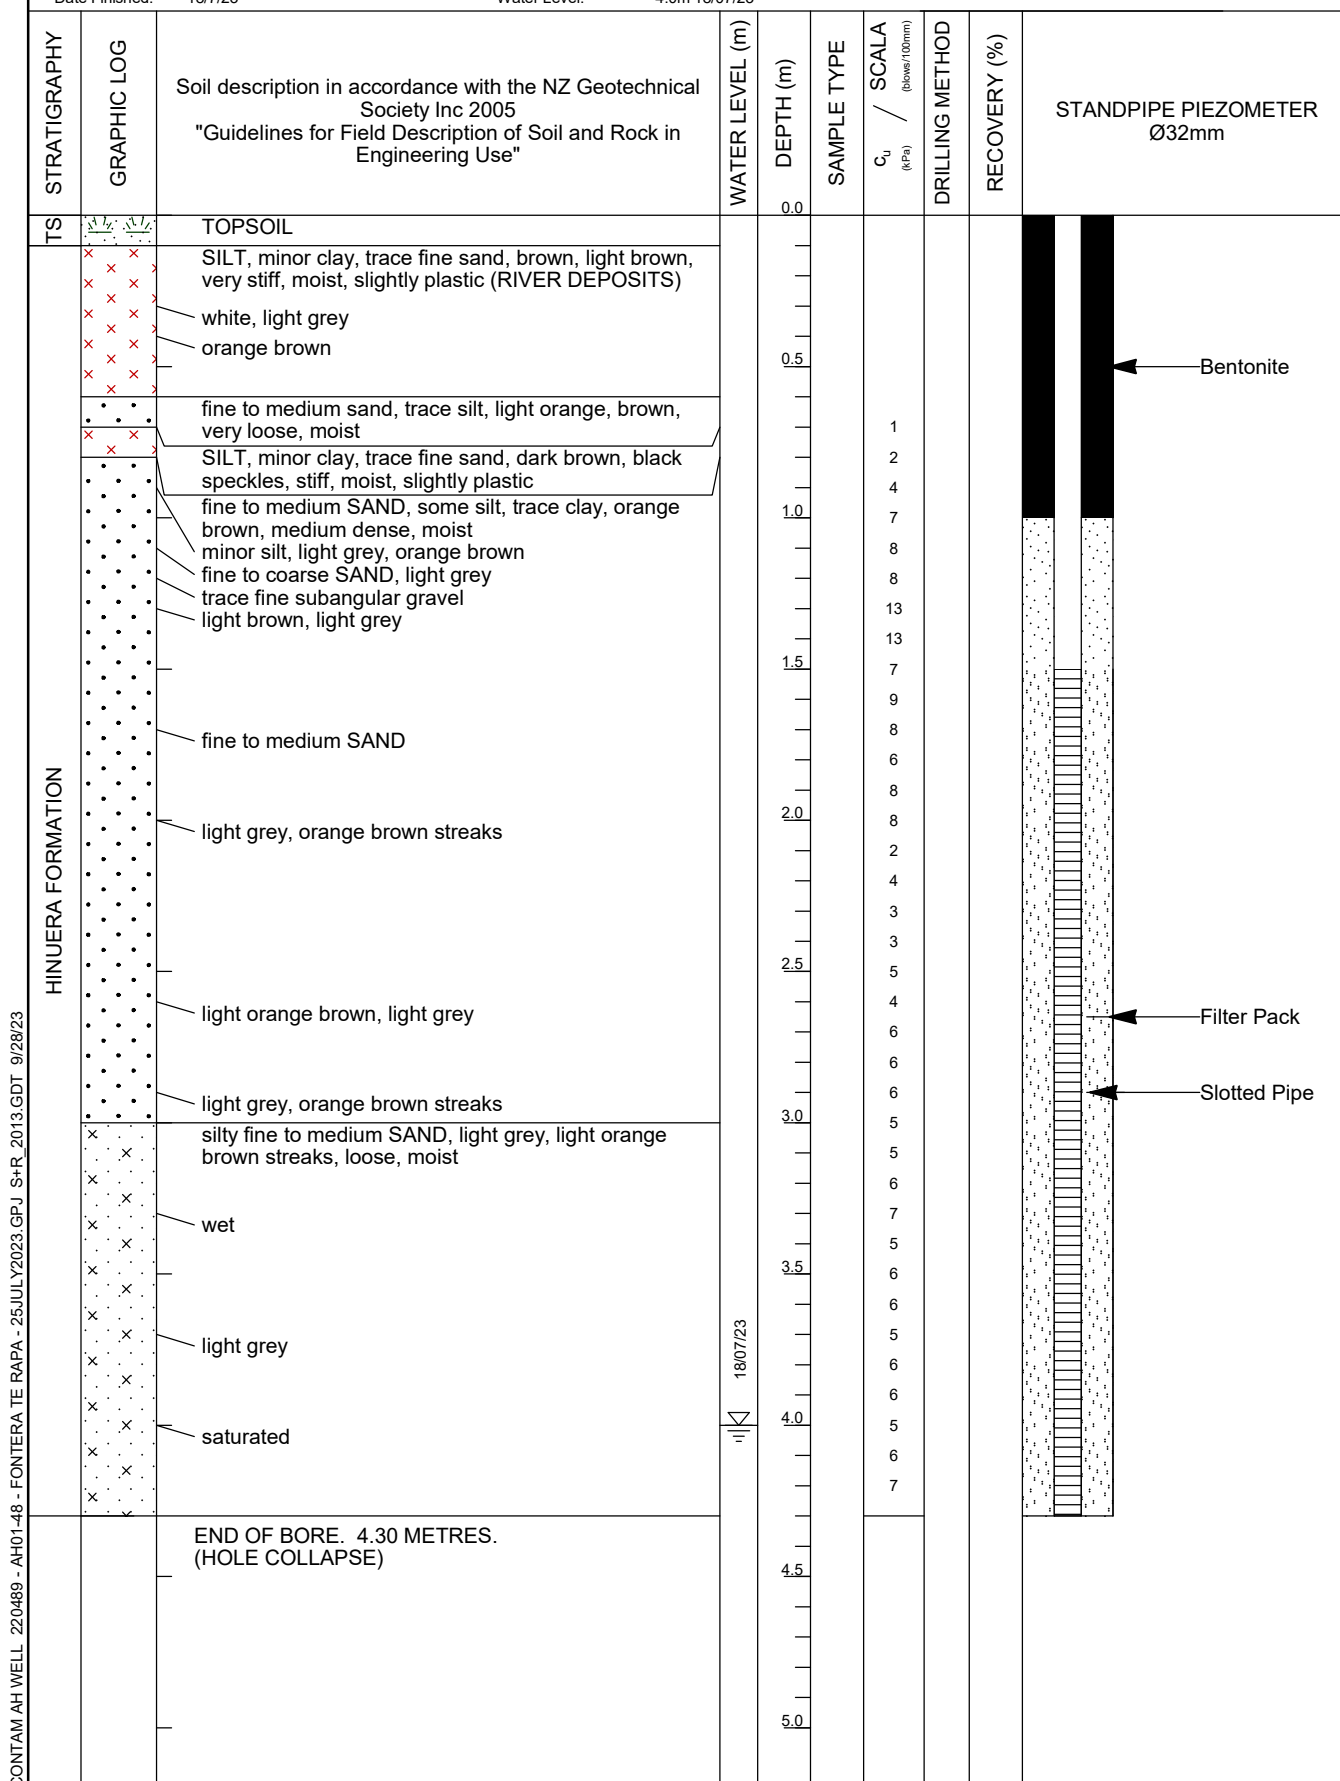 18/07/23
STRATIGRAPHY
GRAPHIC LOG
Soil description in accordance with the NZ Geotechnical
Society Inc 2005
"Guidelines for Field Description of Soil and Rock in
Engineering Use"
WATER LEVEL (m)
DEPTH (m)
SAMPLE TYPE
cu (kPa) / SCALA (blows/100mm)
DRILLING METHOD
RECOVERY (%)
STANDPIPE PIEZOMETER
Ø32mm
0.0
TS
TOPSOIL
SILT, minor clay, trace fine sand, brown, light brown,
very stiff, moist, slightly plastic (RIVER DEPOSITS)
white, light grey
orange brown
0.5
Bentonite
fine to medium sand, trace silt, light orange, brown,
very loose, moist
1
SILT, minor clay, trace fine sand, dark brown, black
2
speckles, stiff, moist, slightly plastic
4
fine to medium SAND, some silt, trace clay, orange
1.0
7
brown, medium dense, moist
minor silt, light grey, orange brown
8
fine to coarse SAND, light grey
8
trace fine subangular gravel
13
light brown, light grey
13
1.5
7
9
8
fine to medium SAND
6
8
2.0
8
light grey, orange brown streaks
2
4
3
3
HINUERA FORMATION
2.5
5
4
light orange brown, light grey
Filter Pack
6
6
6
Slotted Pipe
light grey, orange brown streaks
3.0
5
silty fine to medium SAND, light grey, light orange
brown streaks, loose, moist
5
6
7
wet
5
3.5
6
6
5
light grey
18/07/23
6
6
4.0
5
saturated
6
7
END OF BORE. 4.30 METRES.
(HOLE COLLAPSE)
4.5
5.0
CONTAM AH WELL 220489 - AH01-48 - FONTERA TE RAPA - 25JULY2023.GPJ S+R_2013.GDT 9/28/23